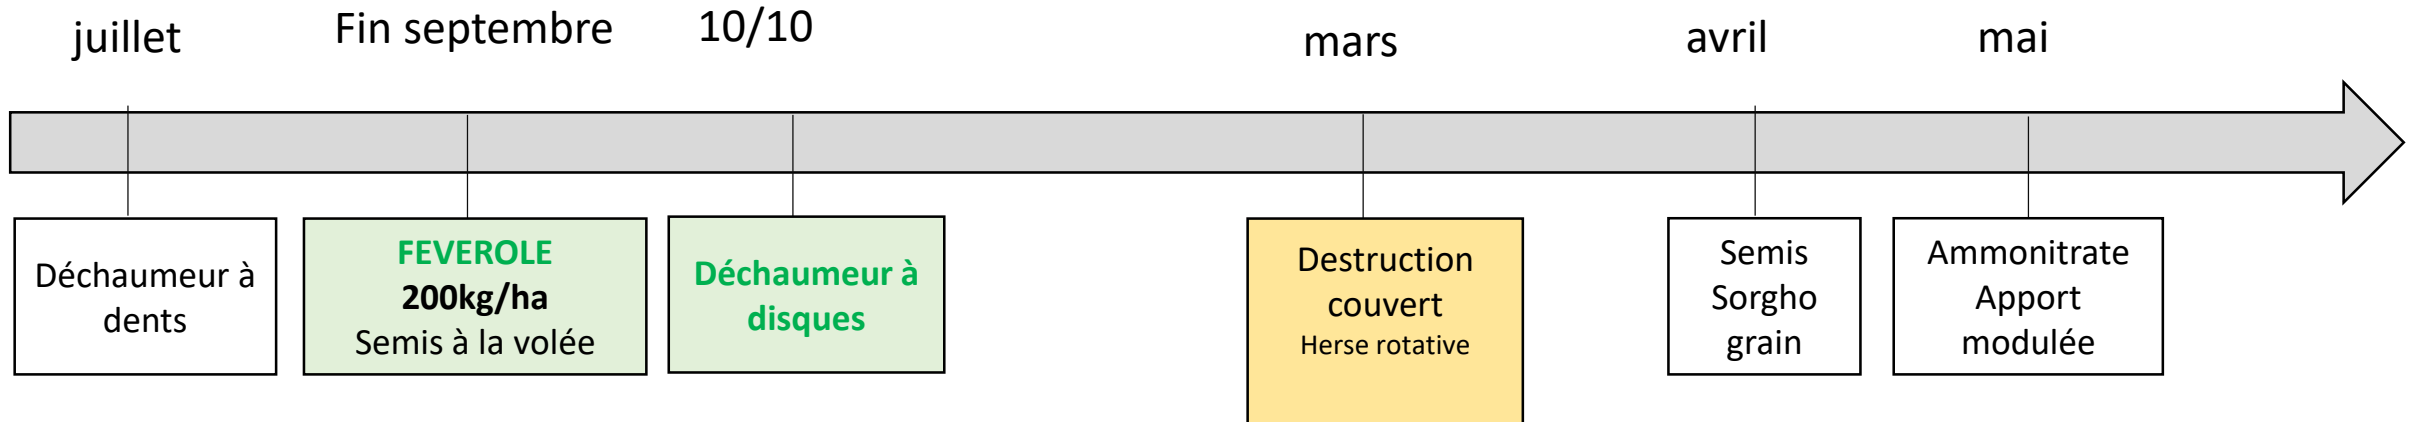 juillet
Fin septembre
10/10
mars
avril
mai
Déchaumeur à
dents
FEVEROLE
200kg/ha
Semis à la volée
Déchaumeur à
disques
Destruction
couvert
Herse rotative
Semis
Sorgho
grain
Ammonitrate
Apport
modulée